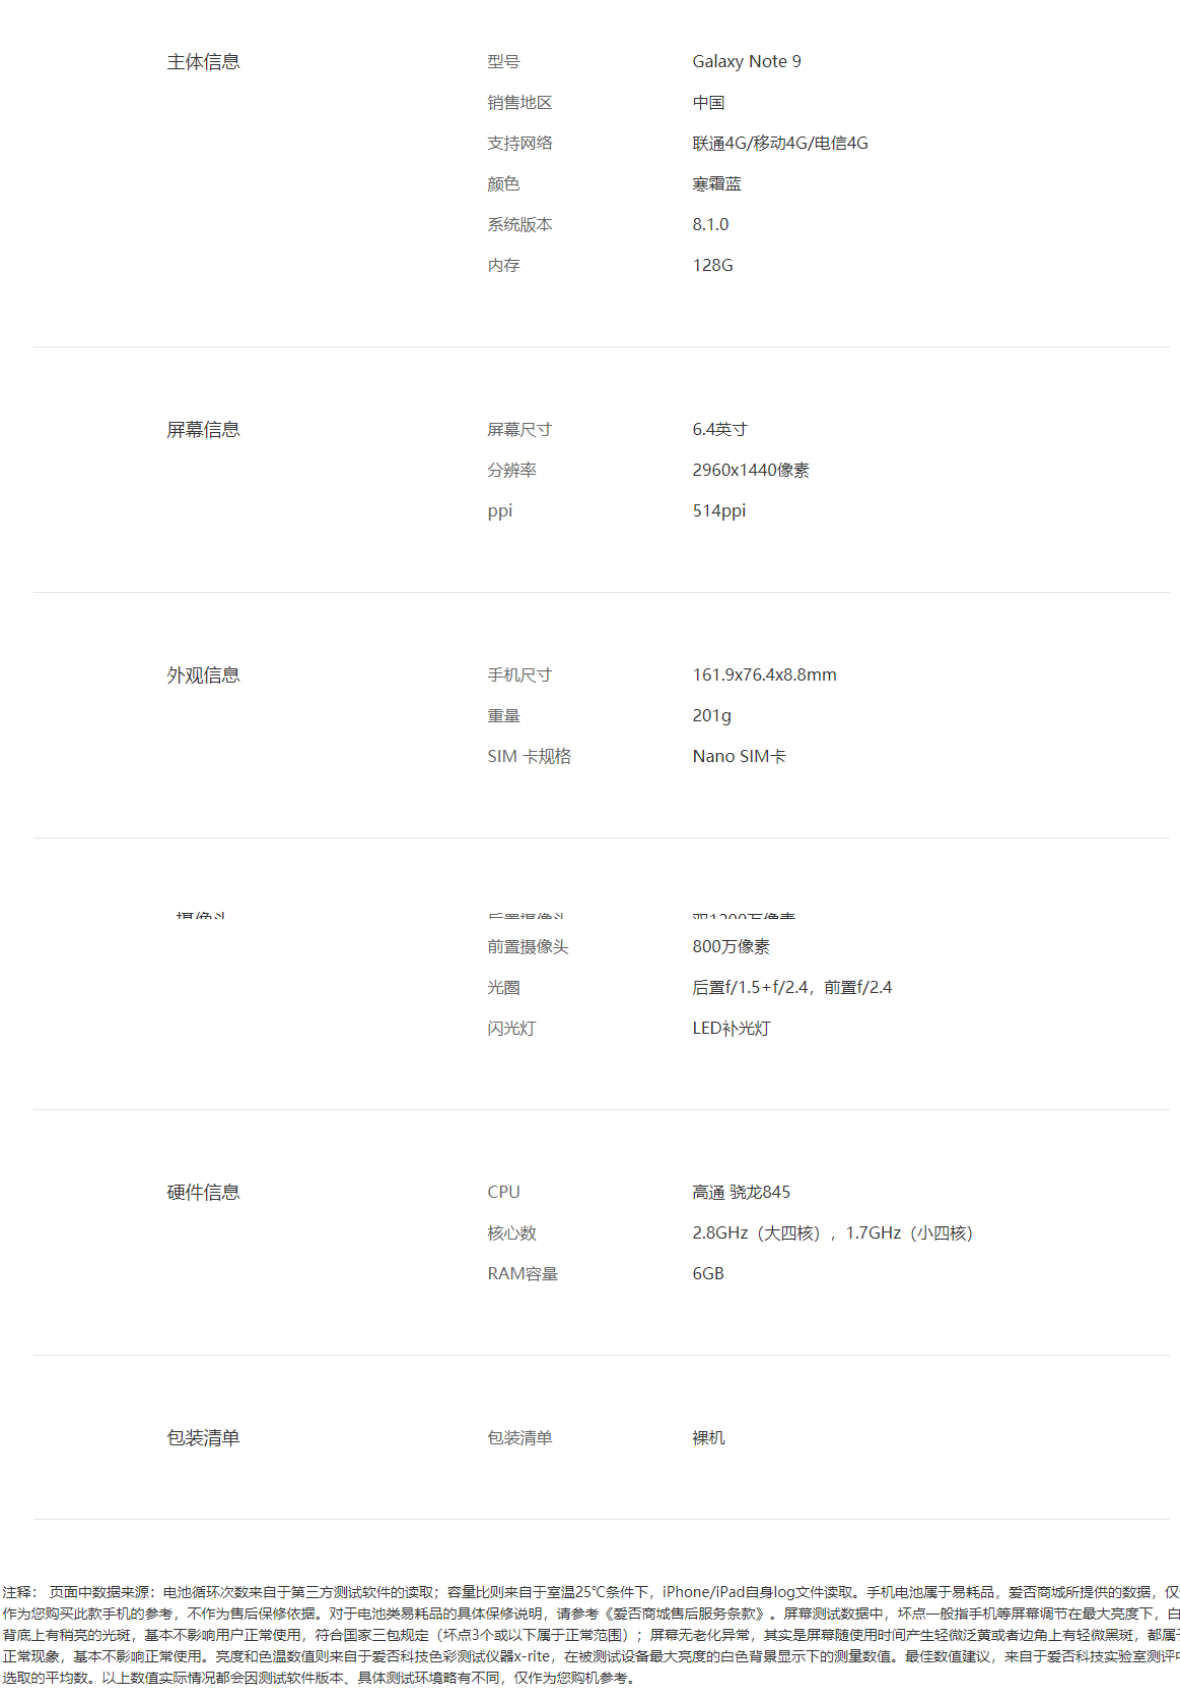 主体信息 型号 Galaxy Note 9
销售地区 中国
支持网络 联通4G/移动4G/电信4G
颜色 寒霜蓝
系统版本 8.1.0
内存 128G
屏幕信息 屏幕尺寸 6.4英寸
分辨率 2960x1440像素
ppi 514ppi
外观信息 手机尺寸 161.9x76.4x8.8mm
重量 201g
SIM 卡规格 Nano SIM卡
摄像头 后置摄像头 双1200万像素
前置摄像头 800万像素
光圈 后置f/1.5+f/2.4，前置f/2.4
闪光灯 LED补光灯
硬件信息 CPU 高通 骁龙845
核心数 2.8GHz（大四核），1.7GHz（小四核）
RAM容量 6GB
包装清单 包装清单 裸机
注释： 页面中数据来源：电池循环次数来自于第三方测试软件的读取；容量比则来自于室温25℃条件下，iPhone/iPad自身log文件读取。手机电池属于易耗品，爱否商城所提供的数据，仅
作为您购买此款手机的参考，不作为售后保修依据。对于电池类易耗品的具体保修说明，请参考《爱否商城售后服务条款》。屏幕测试数据中，坏点一般指手机等屏幕调节在最大亮度下，白
背底上有稍亮的光斑，基本不影响用户正常使用，符合国家三包规定（坏点3个或以下属于正常范围）；屏幕无老化异常，其实是屏幕随使用时间产生轻微泛黄或者边角上有轻微黑斑，都属于
正常现象，基本不影响正常使用。亮度和色温数值则来自于爱否科技色彩测试仪器x-rite，在被测试设备最大亮度的白色背景显示下的测量数值。最佳数值建议，来自于爱否科技实验室测评中
选取的平均数。以上数值实际情况都会因测试软件版本、具体测试环境略有不同，仅作为您购机参考。